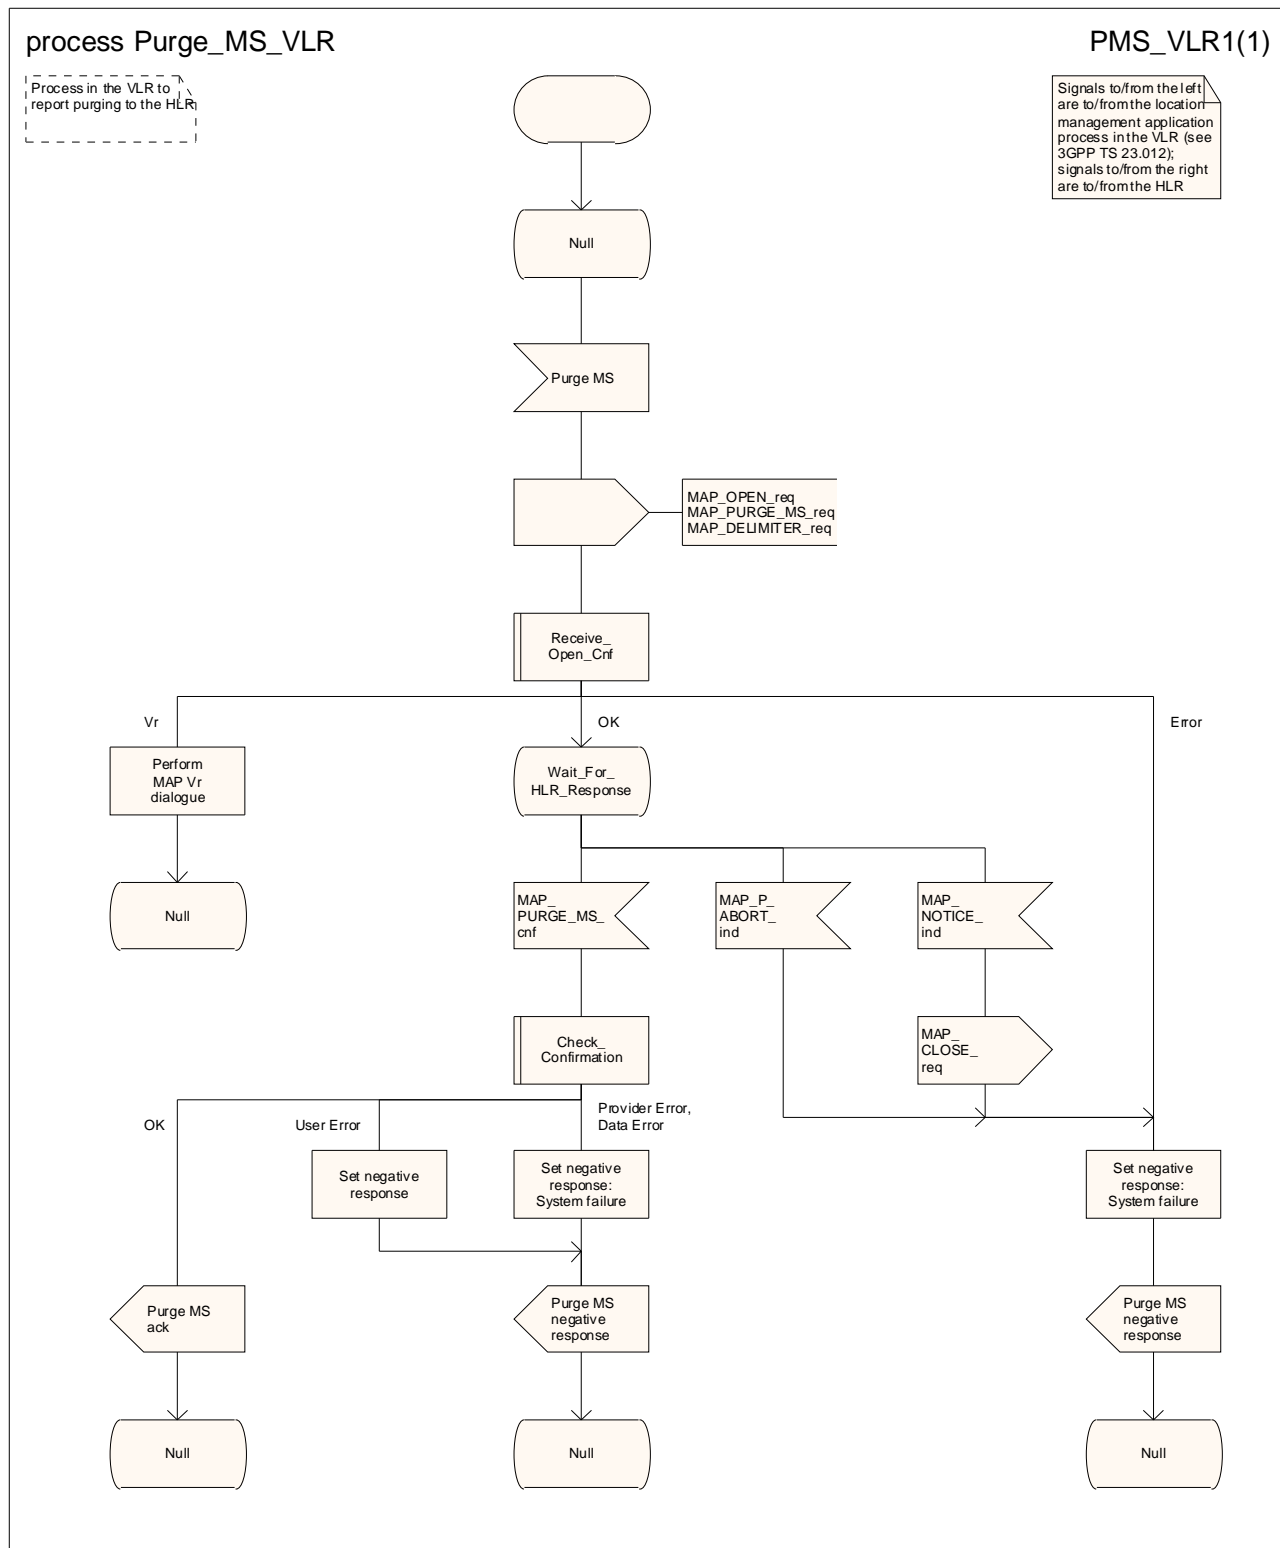 process Purge_MS_VLR
PMS_VLR1(1)
Process in the VLR to
report purging to the HLR
Signals to/from the left
are to/from the location
management application
process in the VLR (see
3GPP TS 23.012);
signals to/from the right
are to/from the HLR
Null
Purge MS
MAP_OPEN_req
MAP_PURGE_MS_req
MAP_DELIMITER_req
Receive_
Open_Cnf
Vr
OK
Error
Perform
MAP Vr
dialogue
Wait_For_
HLR_Response
Null
MAP_
PURGE_MS_
cnf
MAP_P_
ABORT_
ind
MAP_
NOTICE_
ind
Check_
Confirmation
MAP_
CLOSE_
req
OK
User Error
Provider Error,
Data Error
Set negative
response
Set negative
response:
System failure
Set negative
response:
System failure
Purge MS
ack
Purge MS
negative
response
Purge MS
negative
response
Null
Null
Null